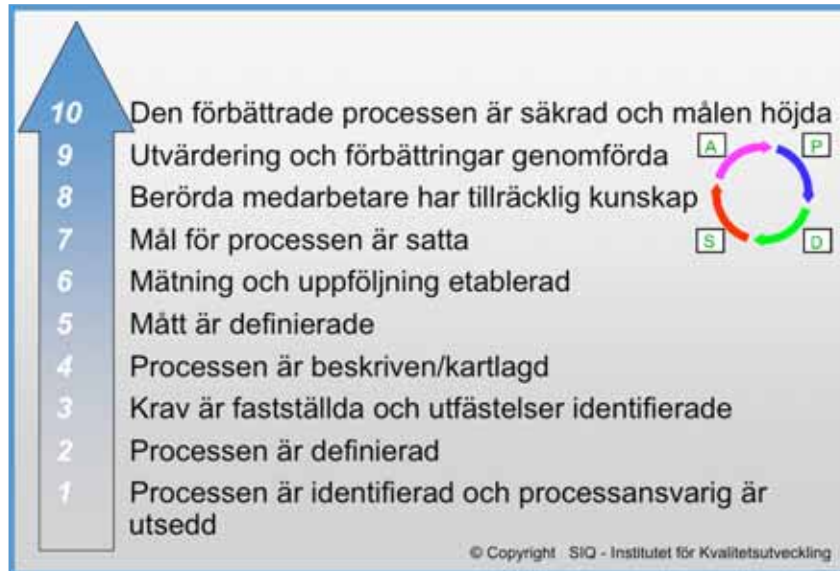 10 Den förbättrade processen är säkrad och målen höjda
9 Utvärdering och förbättringar genomförda
A P
8 Berörda medarbetare har tillräcklig kunskap
7 Mål för processen är satta
S D
6 Mätning och uppföljning etablerad
5 Mått är definierade
4 Processen är beskriven/kartlagd
3 Krav är fastställda och utfästelser identifierade
2 Processen är definierad
1 Processen är identifierad och processansvarig är
utsedd
© Copyright SIQ - Institutet för Kvalitetsutveckling